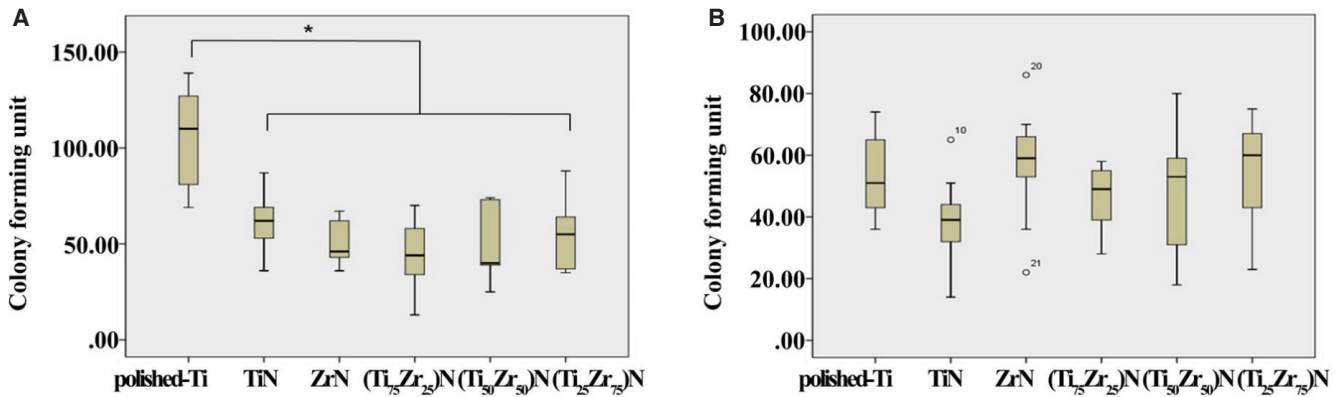 A
Colony forming unit
150.00
100.00
50.00
.00
*
polished-Ti TiN ZrN (Ti₇₅Zr₂₅)N (Ti₅₀Zr₅₀)N (Ti₂₅Zr₇₅)N
B
Colony forming unit
100.00
80.00
60.00
40.00
20.00
.00
10
20
21
polished-Ti TiN ZrN (Ti₇₅Zr₂₅)N (Ti₅₀Zr₅₀)N (Ti₂₅Zr₇₅)N